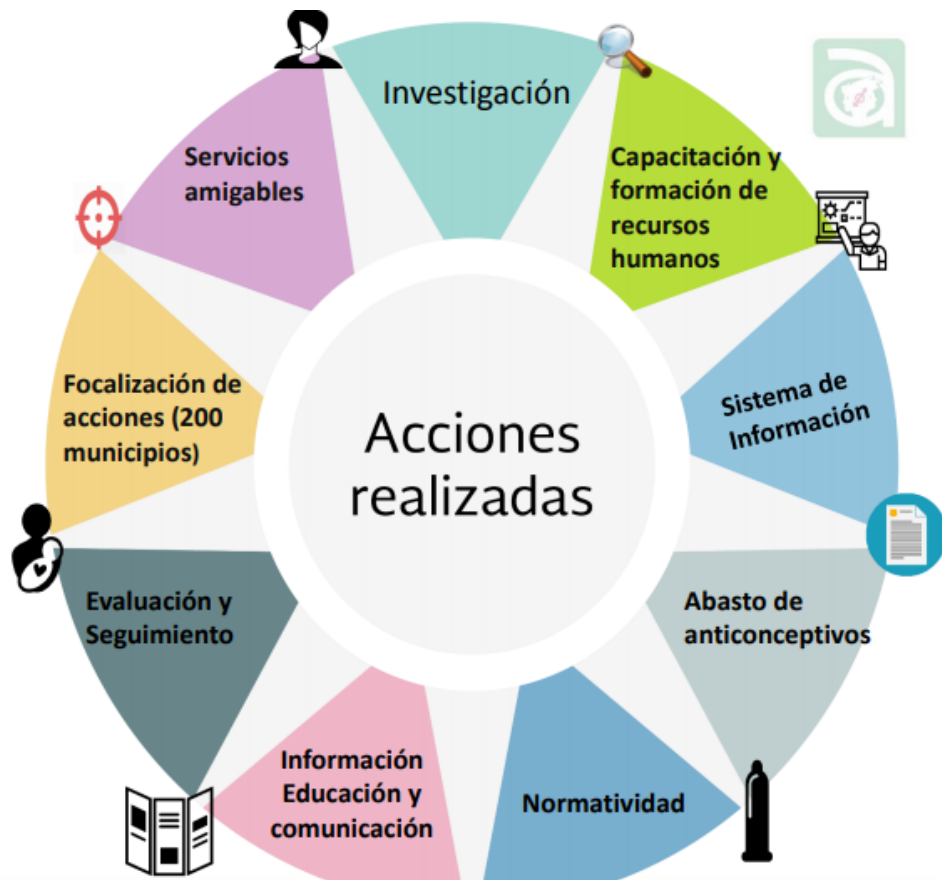 Investigación
Capacitación y
formación de
recursos
humanos
Sistema de
Información
Abasto de
anticonceptivos
Normatividad
Información
Educación y
comunicación
Evaluación y
Seguimiento
Focalización de
acciones (200
municipios)
Servicios
amigables
Acciones
realizadas